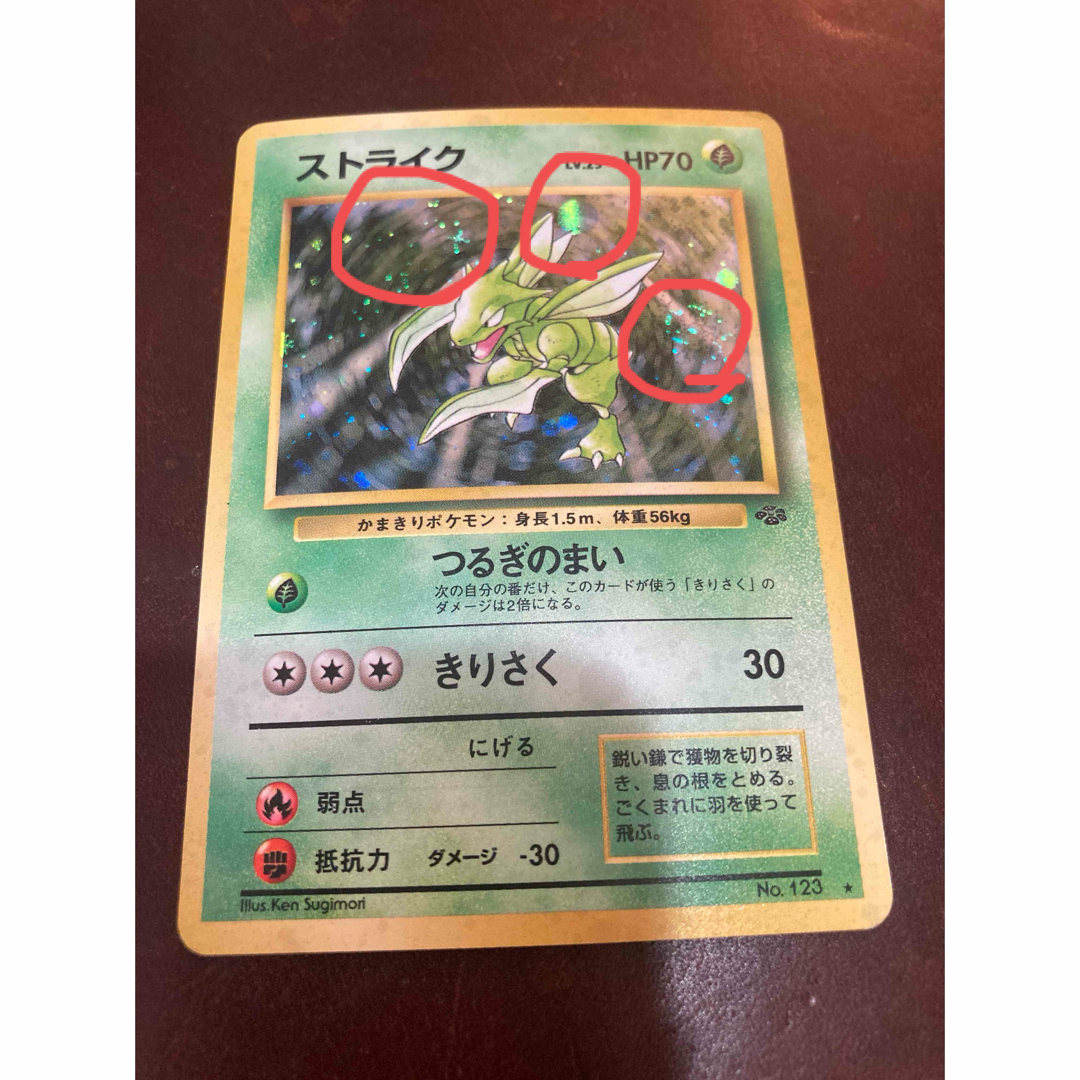 ストライク LV.25 HP70
かまきりポケモン：身長1.5m、体重56kg
つるぎのまい
次の自分の番だけ、このカードが使う「きりさく」の
ダメージは2倍になる。
きりさく 30
にげる
弱点
抵抗力 ダメージ -30
鋭い鎌で獲物を切り裂
き、息の根をとめる。
ごくまれに羽を使って
飛ぶ。
Illus. Ken Sugimori
No. 123 ★